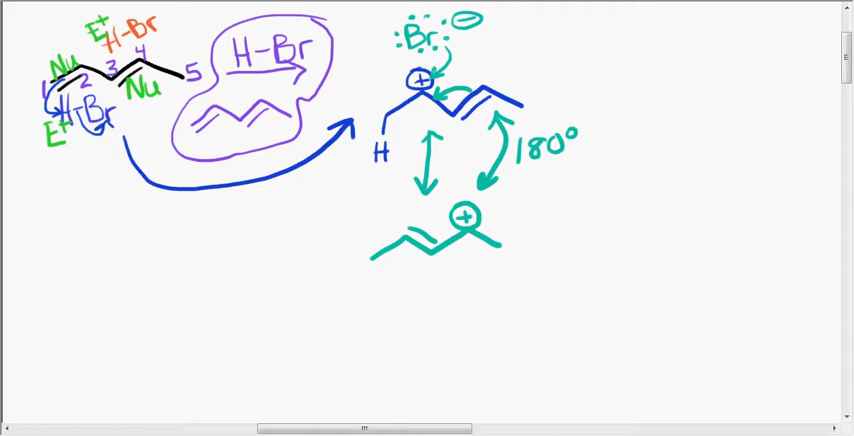 E+
H-Br
Nu
1 2 3 4 5
Nu
H-Br
E+
H-Br
:Br: −
+
H
180°
+